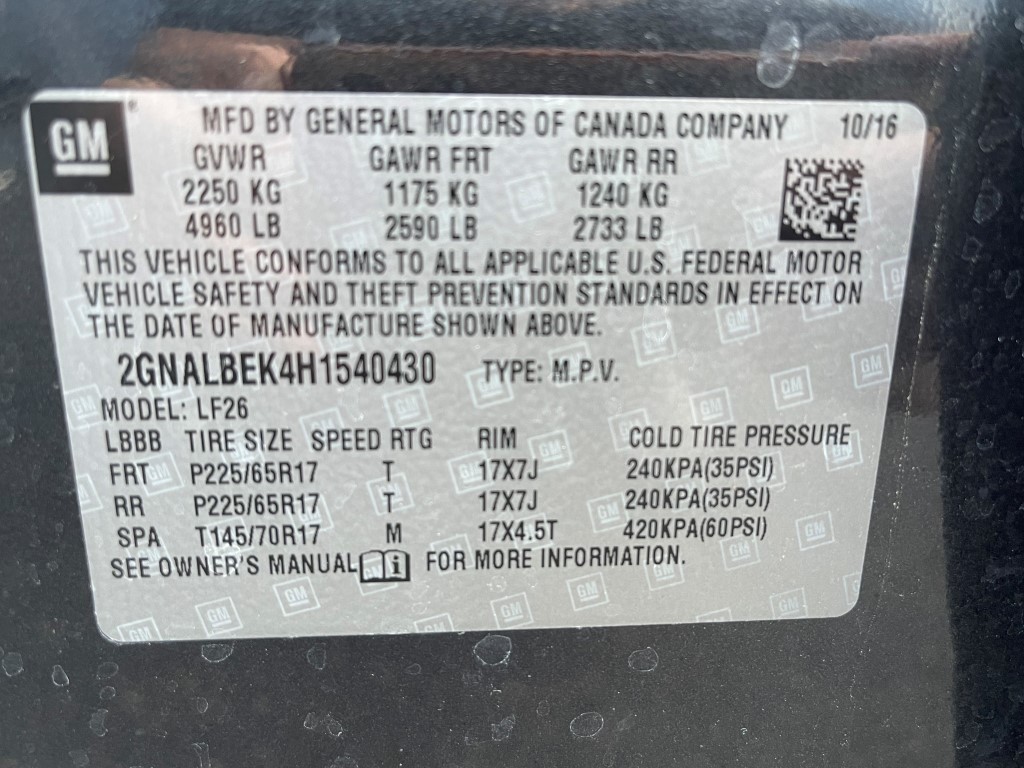 GM
MFD BY GENERAL MOTORS OF CANADA COMPANY 10/16
GVWR GAWR FRT GAWR RR
2250 KG 1175 KG 1240 KG
4960 LB 2590 LB 2733 LB
THIS VEHICLE CONFORMS TO ALL APPLICABLE U.S. FEDERAL MOTOR
VEHICLE SAFETY AND THEFT PREVENTION STANDARDS IN EFFECT ON
THE DATE OF MANUFACTURE SHOWN ABOVE.
2GNALBEK4H1540430 TYPE: M.P.V.
MODEL: LF26
LBBB TIRE SIZE SPEED RTG RIM COLD TIRE PRESSURE
FRT P225/65R17 T 17X7J 240KPA(35PSI)
RR P225/65R17 T 17X7J 240KPA(35PSI)
SPA T145/70R17 M 17X4.5T 420KPA(60PSI)
SEE OWNER'S MANUAL i FOR MORE INFORMATION.